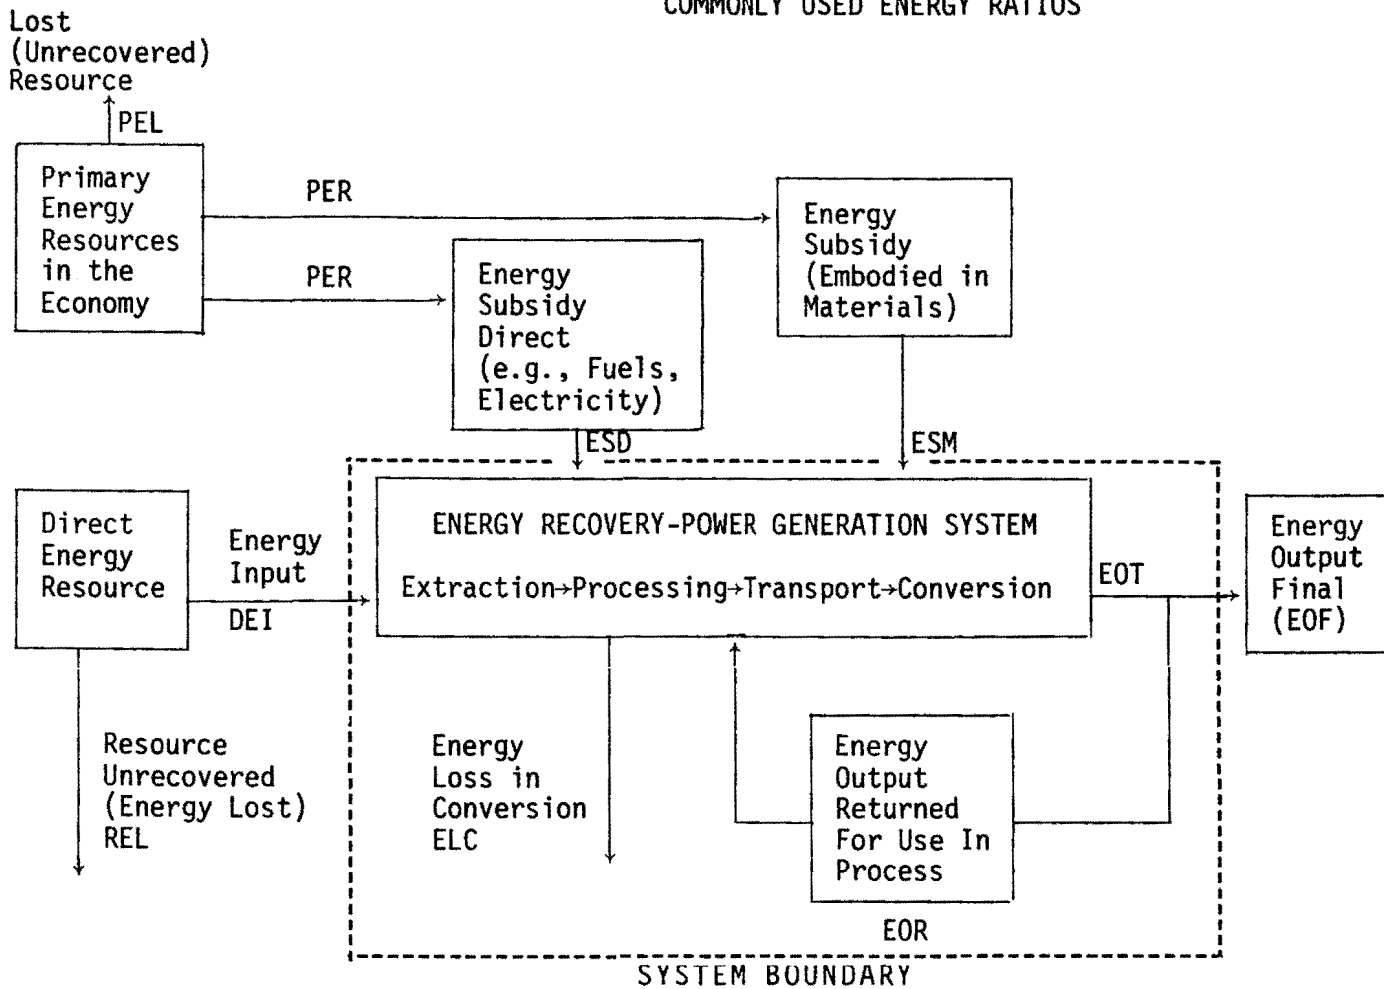 COMMONLY USED ENERGY RATIOS
Lost
(Unrecovered)
Resource
PEL
Primary
Energy
Resources
in the
Economy
PER
PER
Energy
Subsidy
Direct
(e.g., Fuels,
Electricity)
Energy
Subsidy
(Embodied in
Materials)
ESD
ESM
Direct
Energy
Resource
Energy
Input
DEI
ENERGY RECOVERY-POWER GENERATION SYSTEM
Extraction→Processing→Transport→Conversion
EOT
Energy
Output
Final
(EOF)
Resource
Unrecovered
(Energy Lost)
REL
Energy
Loss in
Conversion
ELC
Energy
Output
Returned
For Use In
Process
EOR
SYSTEM BOUNDARY